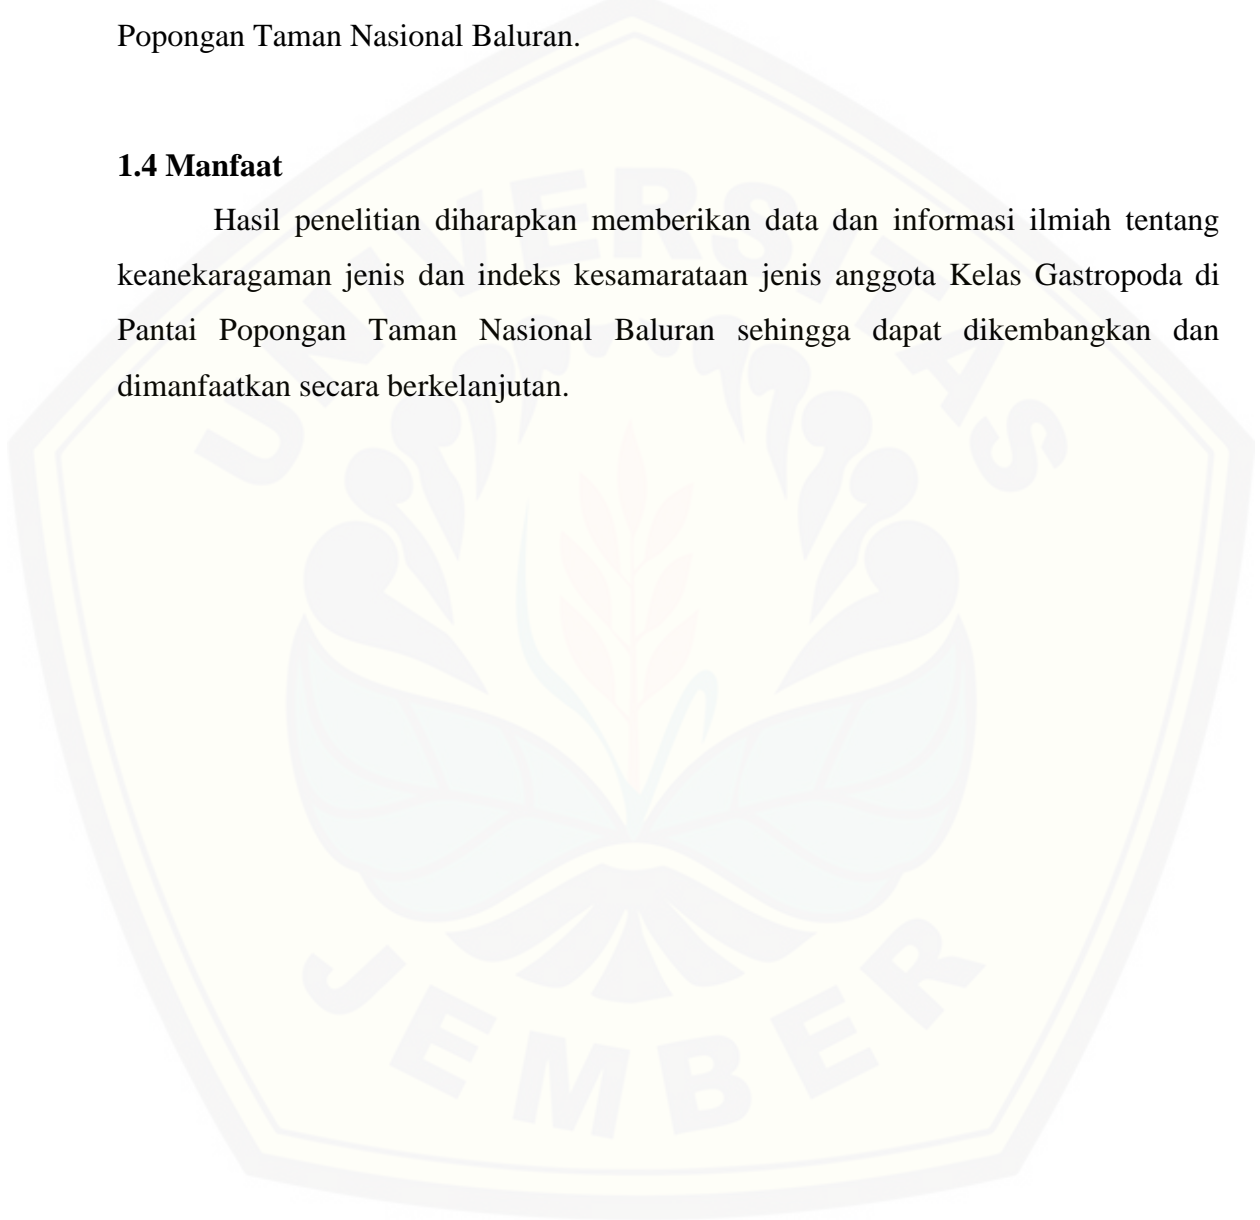 Popongan Taman Nasional Baluran.
1.4 Manfaat
Hasil penelitian diharapkan memberikan data dan informasi ilmiah tentang
keanekaragaman jenis dan indeks kesamarataan jenis anggota Kelas Gastropoda di
Pantai Popongan Taman Nasional Baluran sehingga dapat dikembangkan dan
dimanfaatkan secara berkelanjutan.
UNIVERSITAS
JEMBER